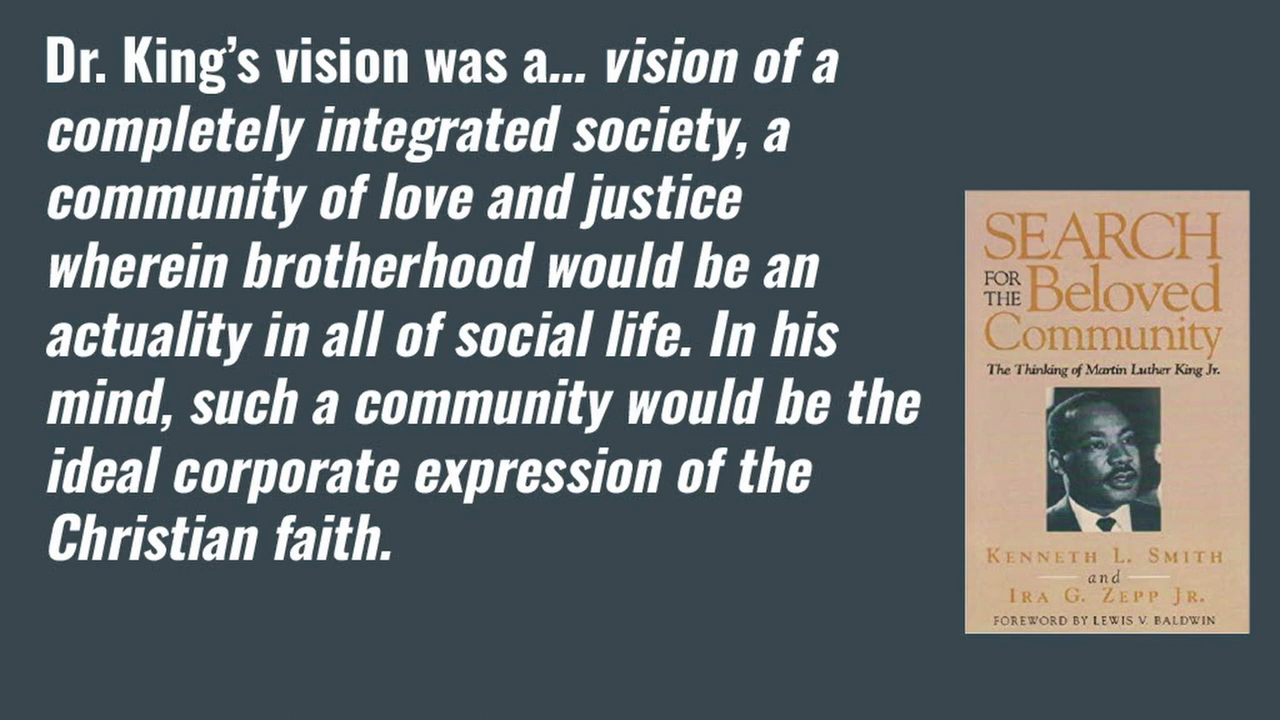 Dr. King’s vision was a... vision of a
completely integrated society, a
community of love and justice
wherein brotherhood would be an
actuality in all of social life. In his
mind, such a community would be the
ideal corporate expression of the
Christian faith.
SEARCH
FOR THE Beloved
Community
The Thinking of Martin Luther King Jr.
KENNETH L. SMITH
and
IRA G. ZEPP JR.
FOREWORD BY LEWIS V. BALDWIN